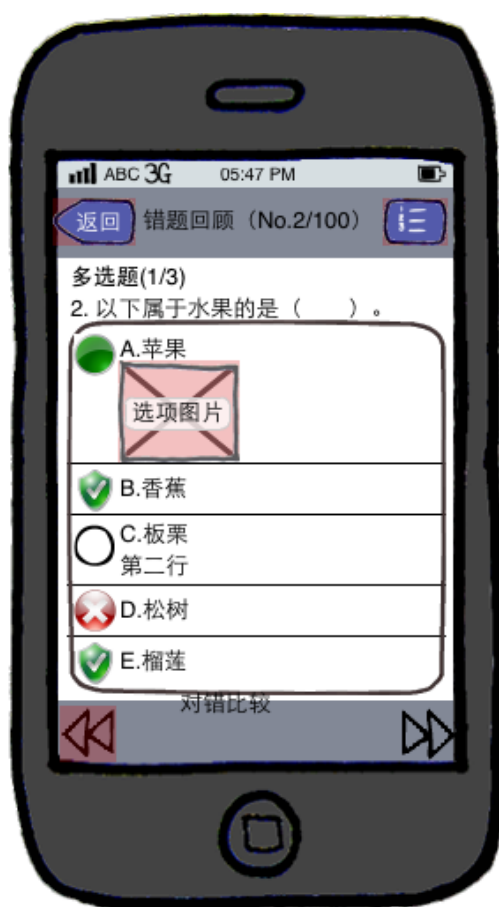 ABC 3G 05:47 PM
返回 错题回顾（No.2/100）
多选题(1/3)
2. 以下属于水果的是（　　）。
A.苹果
选项图片
B.香蕉
C.板栗
第二行
D.松树
E.榴莲
对错比较